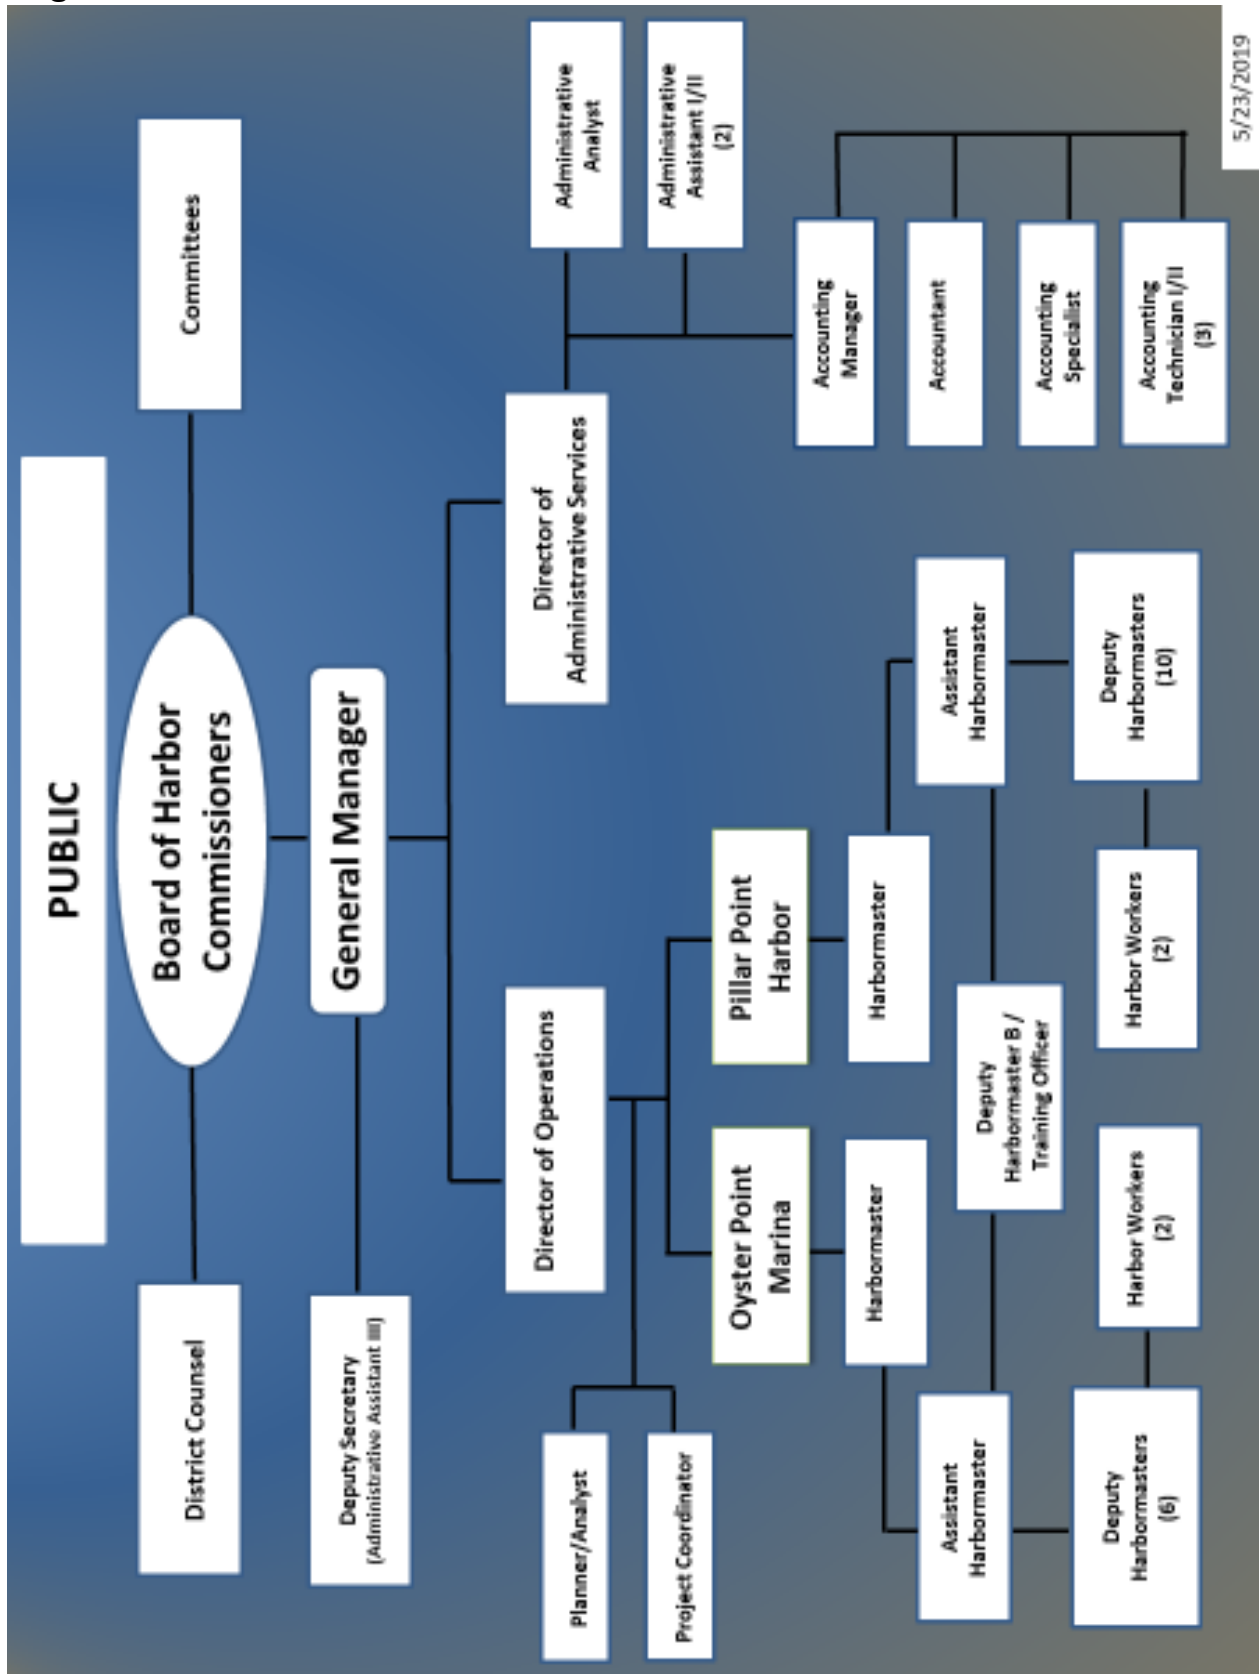 PUBLIC
District Counsel
Board of Harbor
Commissioners
Committees
Deputy Secretary
(Administrative Assistant III)
General Manager
Director of Operations
Director of
Administrative Services
Planner/Analyst
Project Coordinator
Administrative
Analyst
Administrative
Assistant I/II
(2)
Oyster Point
Marina
Pillar Point
Harbor
Accounting
Manager
Harbormaster
Harbormaster
Accountant
Assistant
Harbormaster
Deputy
Harbormaster B /
Training Officer
Assistant
Harbormaster
Accounting
Specialist
Deputy
Harbormasters
(6)
Harbor Workers
(2)
Harbor Workers
(2)
Deputy
Harbormasters
(10)
Accounting
Technician I/II
(3)
5/23/2019